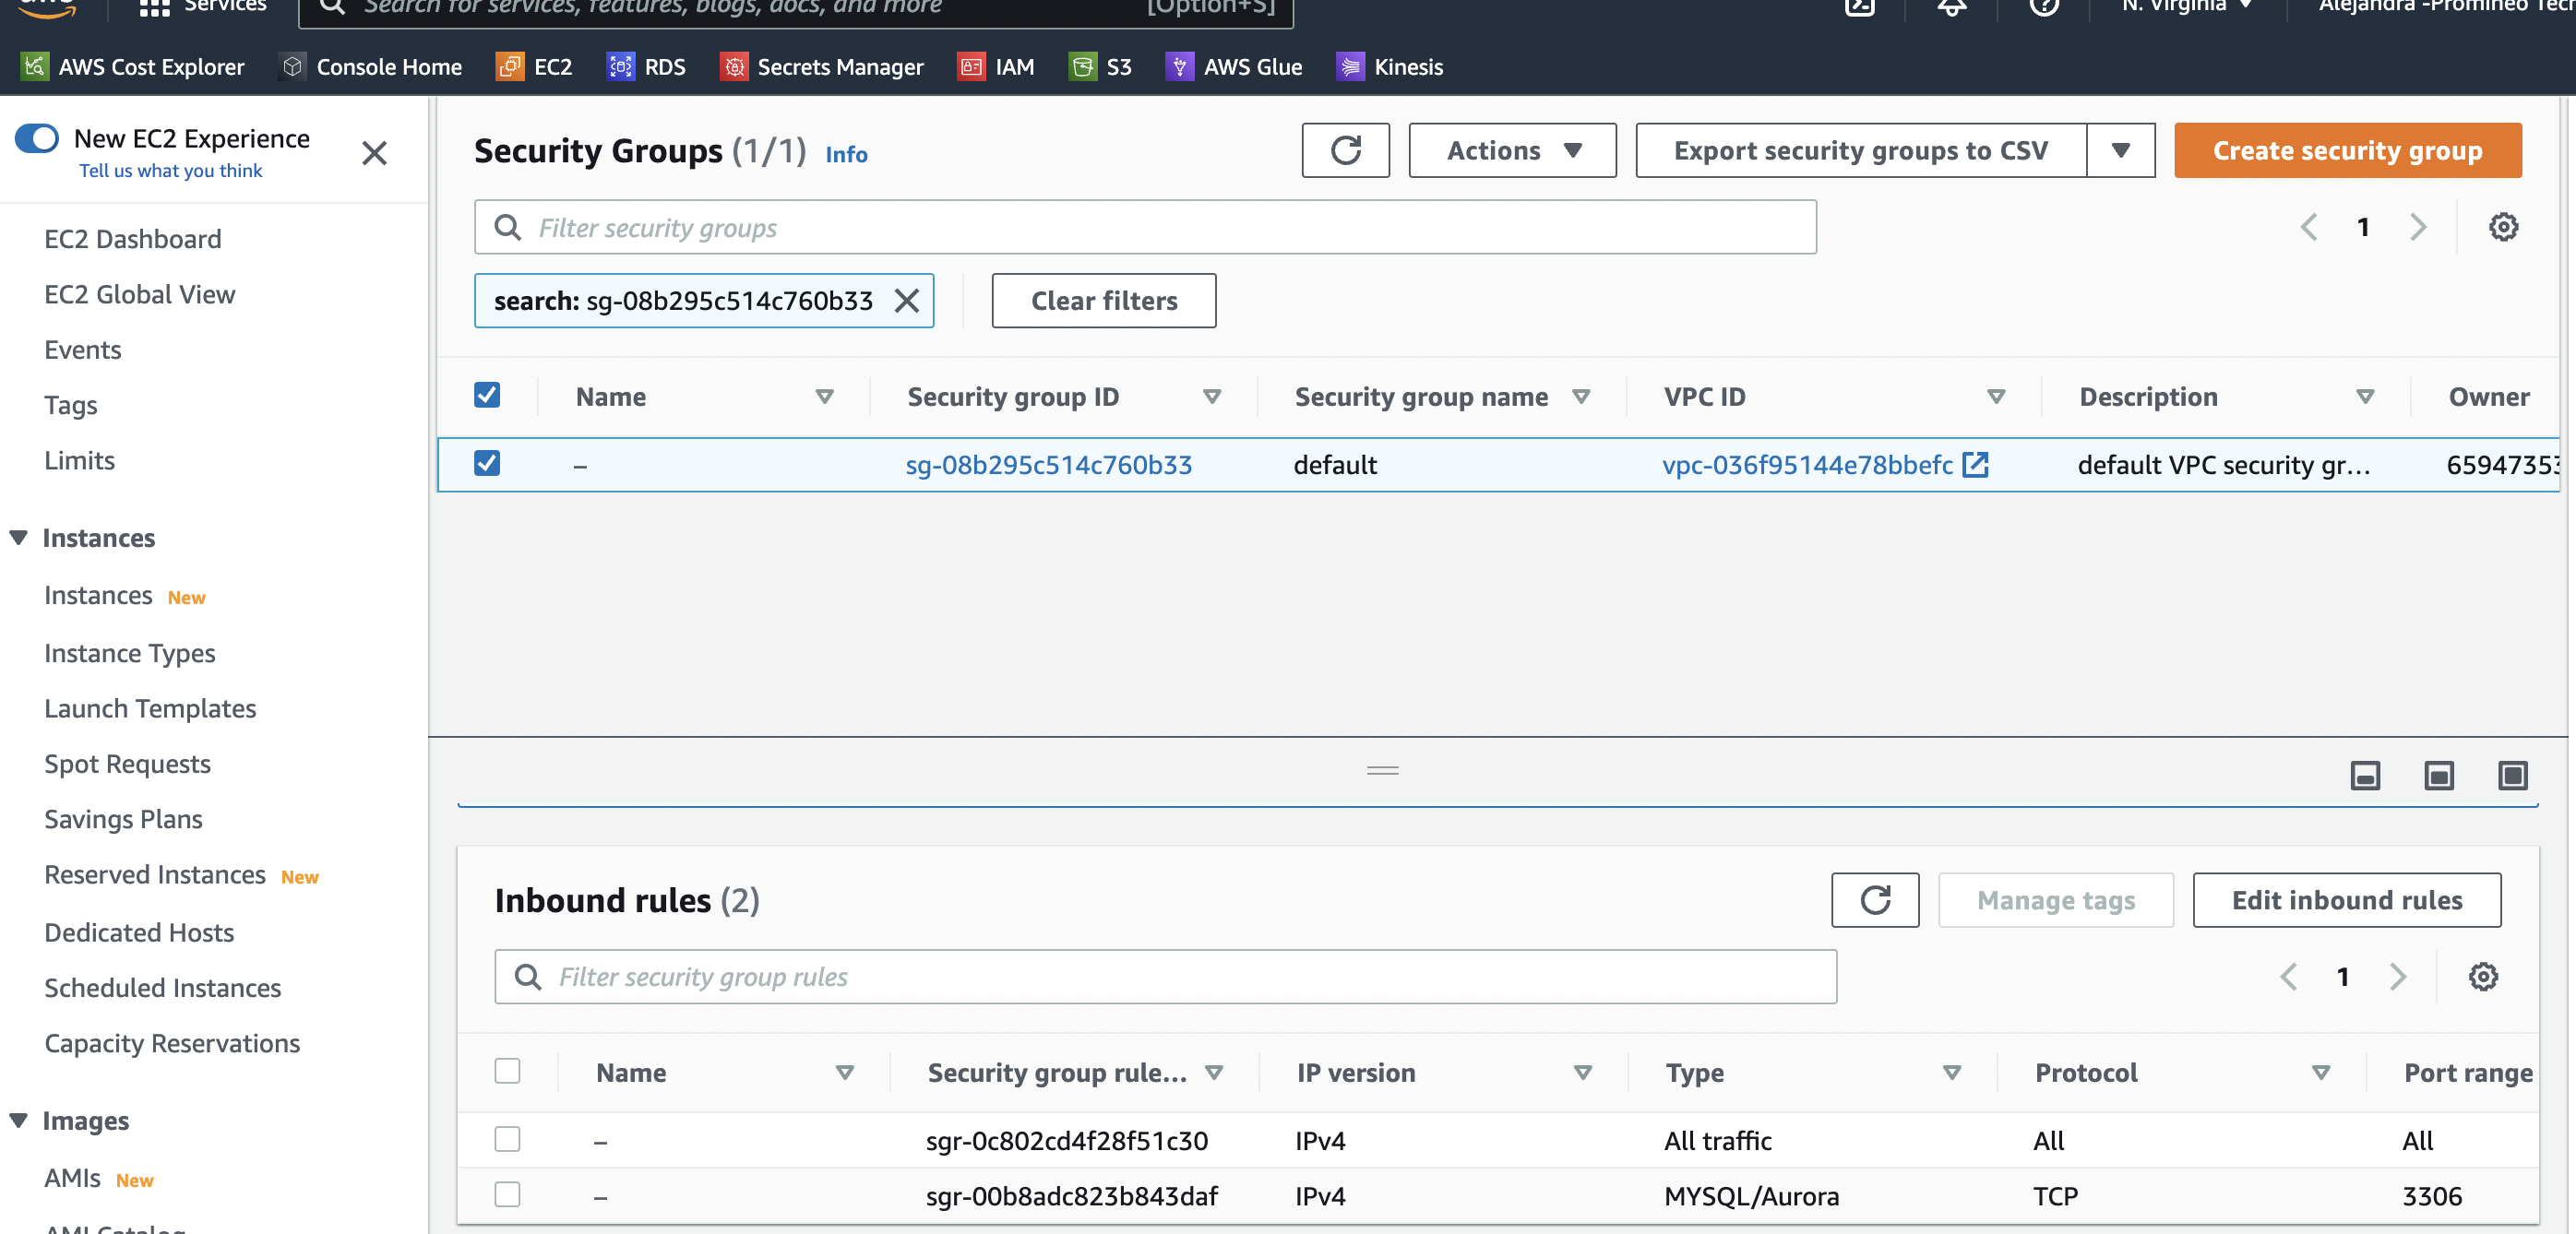 aws Services Search for services, features, blogs, docs, and more [Option+S] N. Virginia Alejandra -Promineo Tech
AWS Cost Explorer Console Home EC2 RDS Secrets Manager IAM S3 AWS Glue Kinesis
New EC2 Experience
Tell us what you think
EC2 Dashboard
EC2 Global View
Events
Tags
Limits
Instances
Instances New
Instance Types
Launch Templates
Spot Requests
Savings Plans
Reserved Instances New
Dedicated Hosts
Scheduled Instances
Capacity Reservations
Images
AMIs New
AMI Catalog
Security Groups (1/1) Info
Actions Export security groups to CSV Create security group
Filter security groups
1
search: sg-08b295c514c760b33 Clear filters
Name Security group ID Security group name VPC ID Description Owner
– sg-08b295c514c760b33 default vpc-036f95144e78bbefc default VPC security gr... 65947353
Inbound rules (2)
Manage tags Edit inbound rules
Filter security group rules
1
Name Security group rule... IP version Type Protocol Port range
– sgr-0c802cd4f28f51c30 IPv4 All traffic All All
– sgr-00b8adc823b843daf IPv4 MYSQL/Aurora TCP 3306